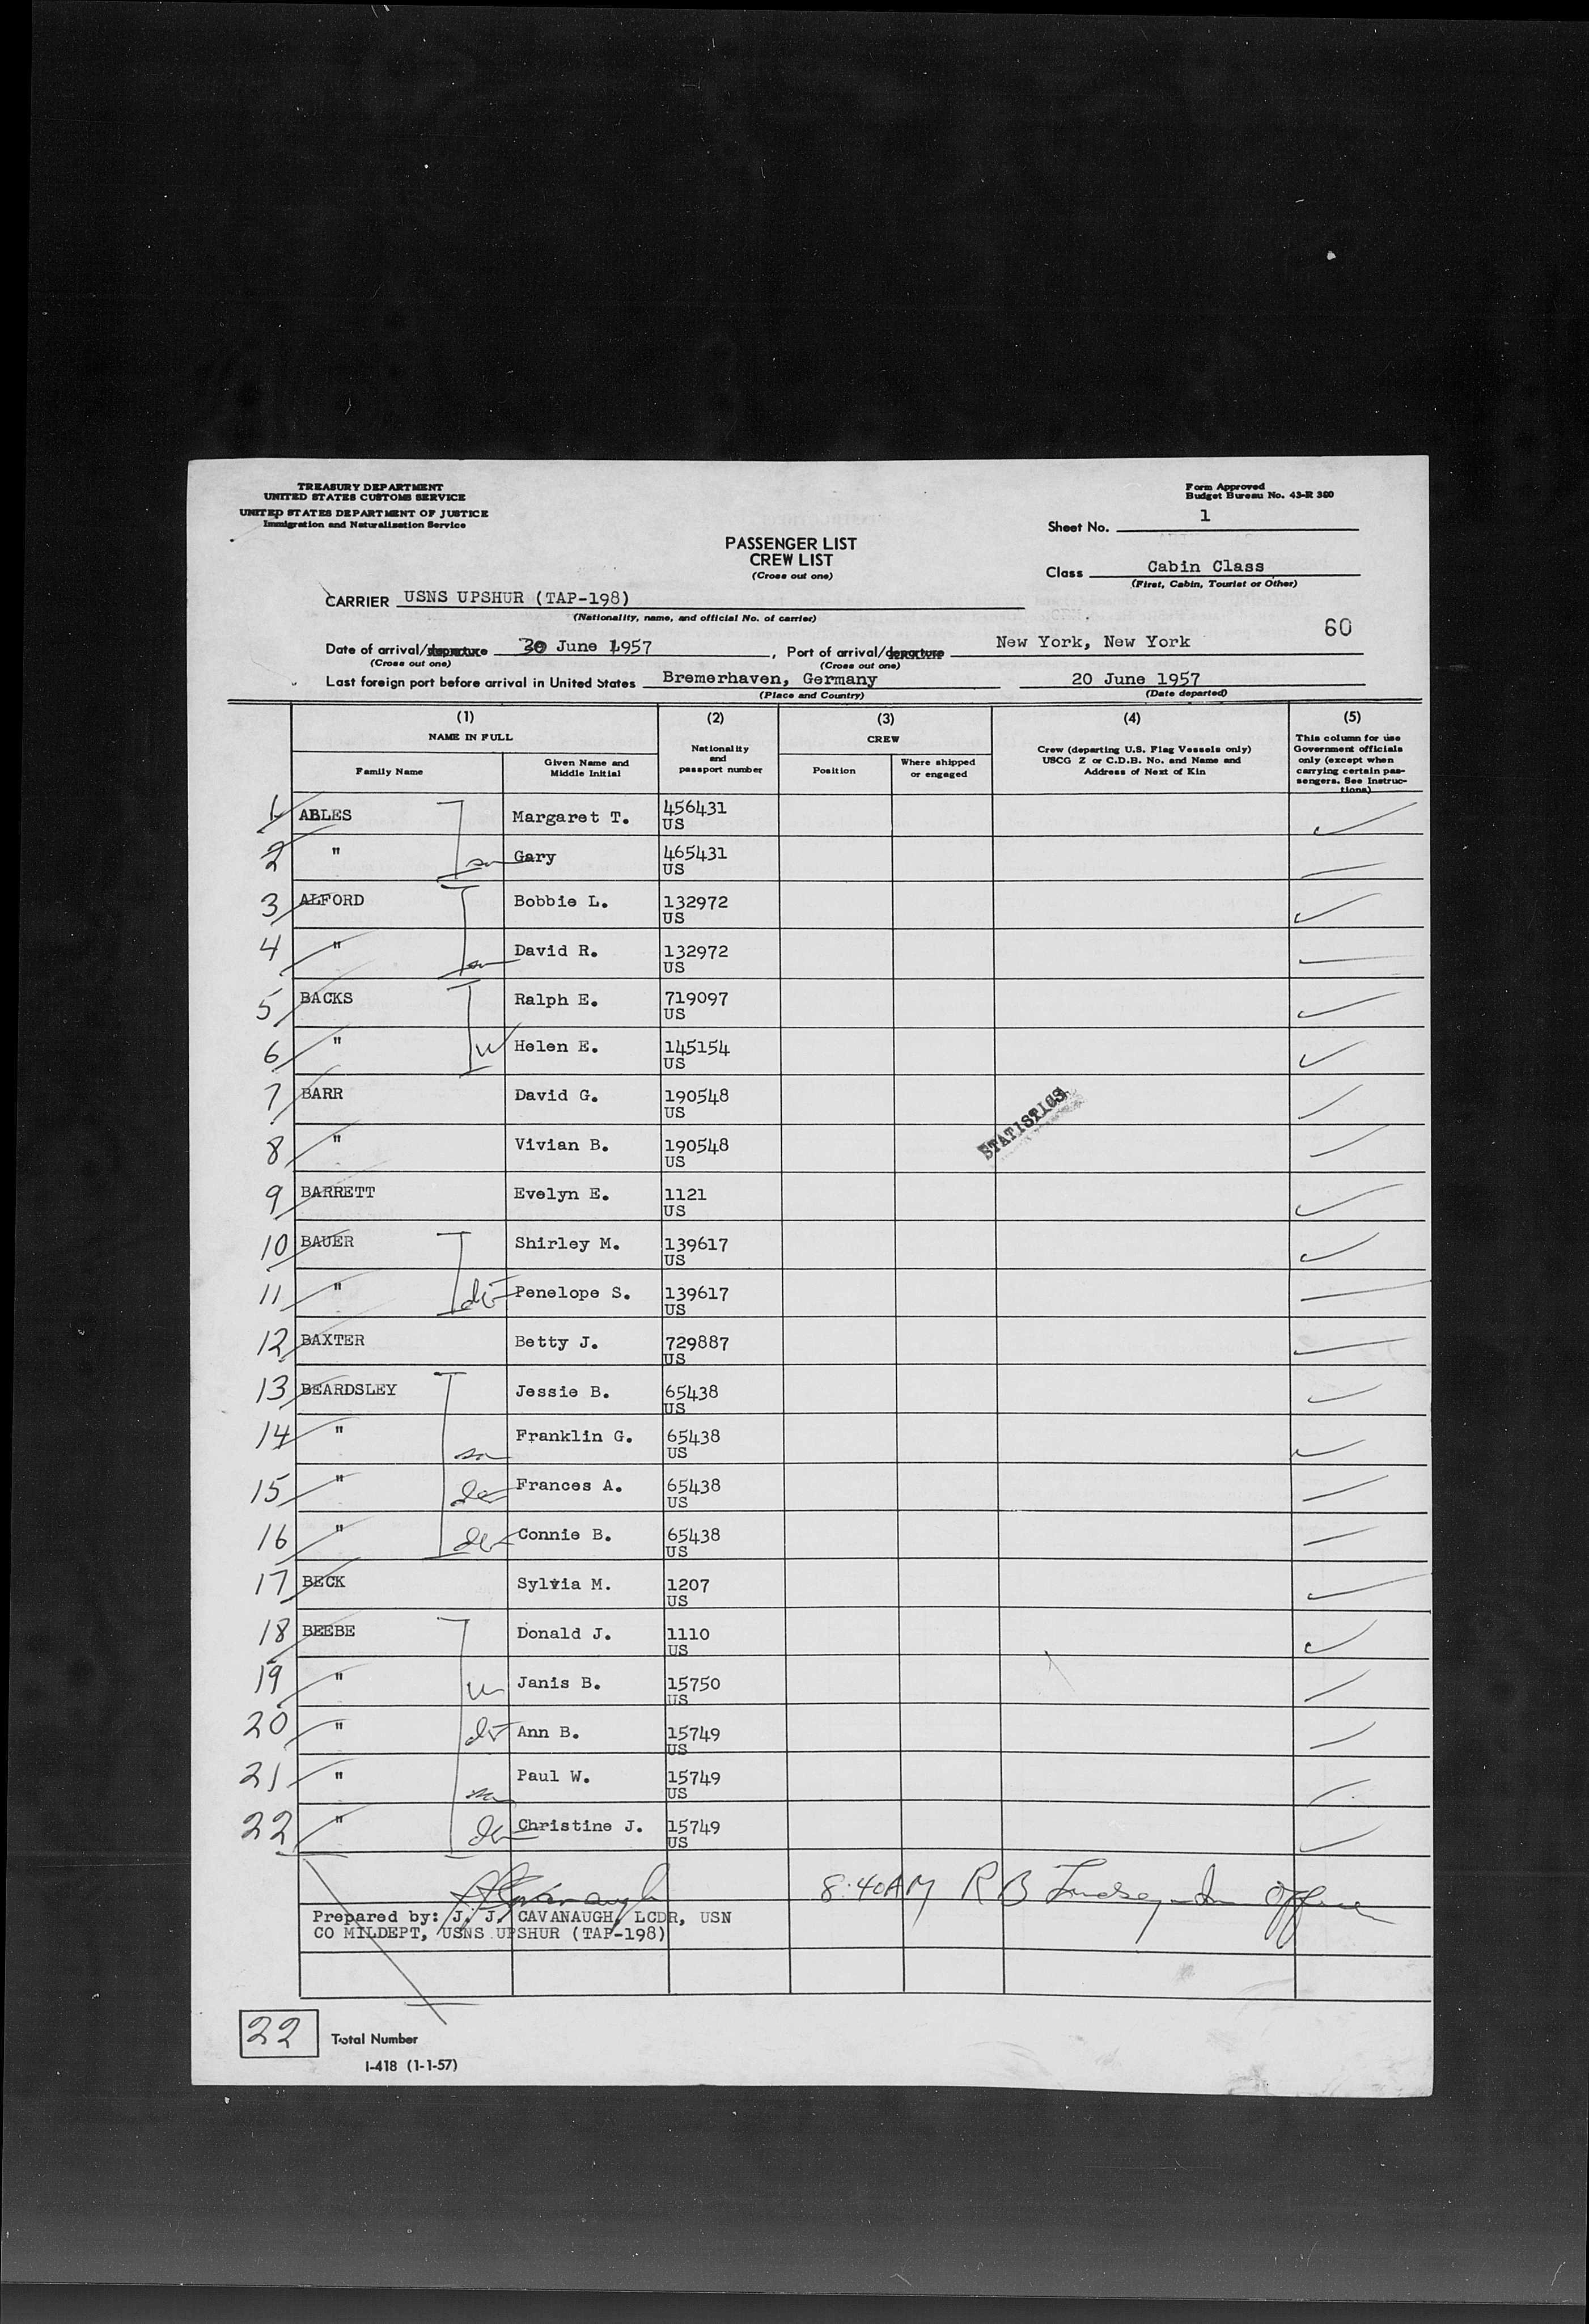 TREASURY DEPARTMENT
UNITED STATES CUSTOMS SERVICE
UNITED STATES DEPARTMENT OF JUSTICE
Immigration and Naturalization Service
Form Approved
Budget Bureau No. 43-R 380
Sheet No. 1
PASSENGER LIST
CREW LIST
(Cross out one)
Class Cabin Class
(First, Cabin, Tourist or Other)
CARRIER USNS UPSHUR (TAP-198)
(Nationality, name, and official No. of carrier)
60
Date of arrival/departure 30 June 1957, Port of arrival/departure New York, New York
(Cross out one) (Cross out one)
Last foreign port before arrival in United States Bremerhaven, Germany 20 June 1957
(Place and Country) (Date departed)
(1) (2) (3) (4) (5)
NAME IN FULL CREW
Family Name Given Name and Middle Initial Nationality and passport number Position Where shipped or engaged Crew (departing U.S. Flag Vessels only) USCG Z or C.D.B. No. and Name and Address of Next of Kin This column for use Government officials only (except when carrying certain passengers. See Instructions)
1 ABLES Margaret T. 456431 US
2 " son Gary 465431 US
3 ALFORD Bobbie L. 132972 US
4 " son David R. 132972 US
5 BACKS Ralph E. 719097 US
6 " W Helen E. 145154 US
7 BARR David G. 190548 US
8 " Vivian B. 190548 US
STATISTICS
9 BARRETT Evelyn E. 1121 US
10 BAUER Shirley M. 139617 US
11 " dt Penelope S. 139617 US
12 BAXTER Betty J. 729887 US
13 BEARDSLEY Jessie B. 65438 US
14 " son Franklin G. 65438 US
15 " Frances A. 65438 US
16 " Connie B. 65438 US
17 BECK Sylvia M. 1207 US
18 BEEBE Donald J. 1110 US
19 " W Janis B. 15750 US
20 " dt Ann B. 15749 US
21 " son Paul W. 15749 US
22 " Christine J. 15749 US
8:40AM R B Officer
Prepared by: J. J. CAVANAUGH, LCDR, USN
CO MILDEPT, USNS UPSHUR (TAP-198)
22 Total Number
I-418 (1-1-57)